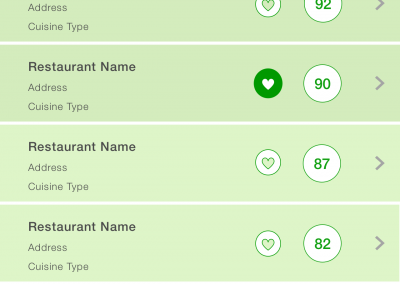 Address
92
Cuisine Type
Restaurant Name
Address
90
Cuisine Type
Restaurant Name
Address
87
Cuisine Type
Restaurant Name
Address
82
Cuisine Type